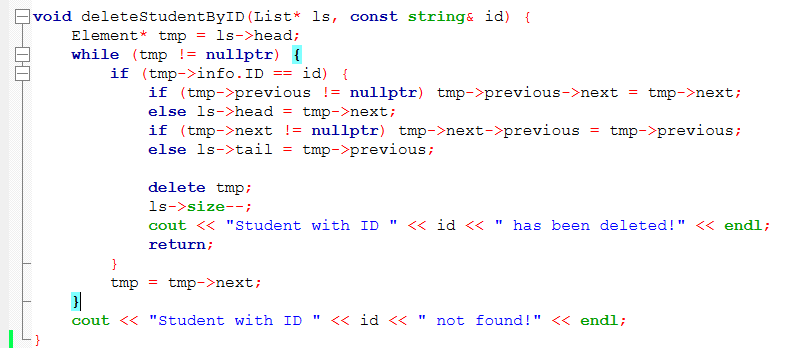 void deleteStudentByID(List* ls, const string& id) {
    Element* tmp = ls->head;
    while (tmp != nullptr) {
        if (tmp->info.ID == id) {
            if (tmp->previous != nullptr) tmp->previous->next = tmp->next;
            else ls->head = tmp->next;
            if (tmp->next != nullptr) tmp->next->previous = tmp->previous;
            else ls->tail = tmp->previous;

            delete tmp;
            ls->size--;
            cout << "Student with ID " << id << " has been deleted!" << endl;
            return;
        }
        tmp = tmp->next;
    }
    cout << "Student with ID " << id << " not found!" << endl;
}